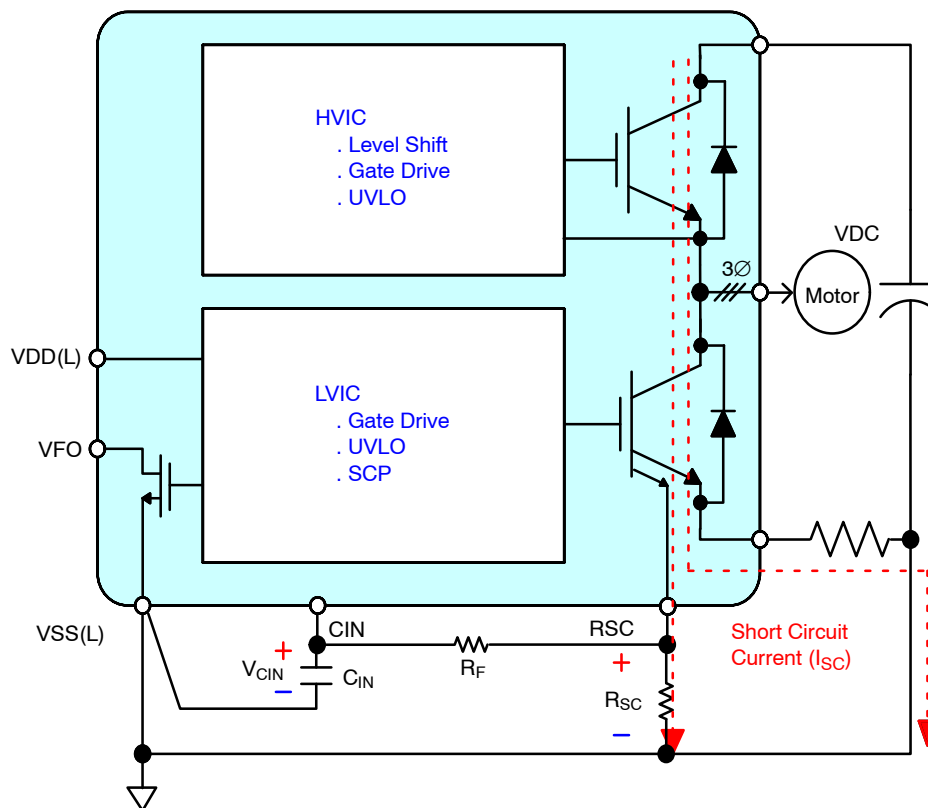 HVIC
. Level Shift
. Gate Drive
. UVLO
VDC
3∅
Motor
VDD(L)
LVIC
. Gate Drive
. UVLO
. SCP
VFO
VSS(L)
CIN
RSC
+
VCIN
−
CIN
RF
+
RSC
−
Short Circuit
Current (ISC)